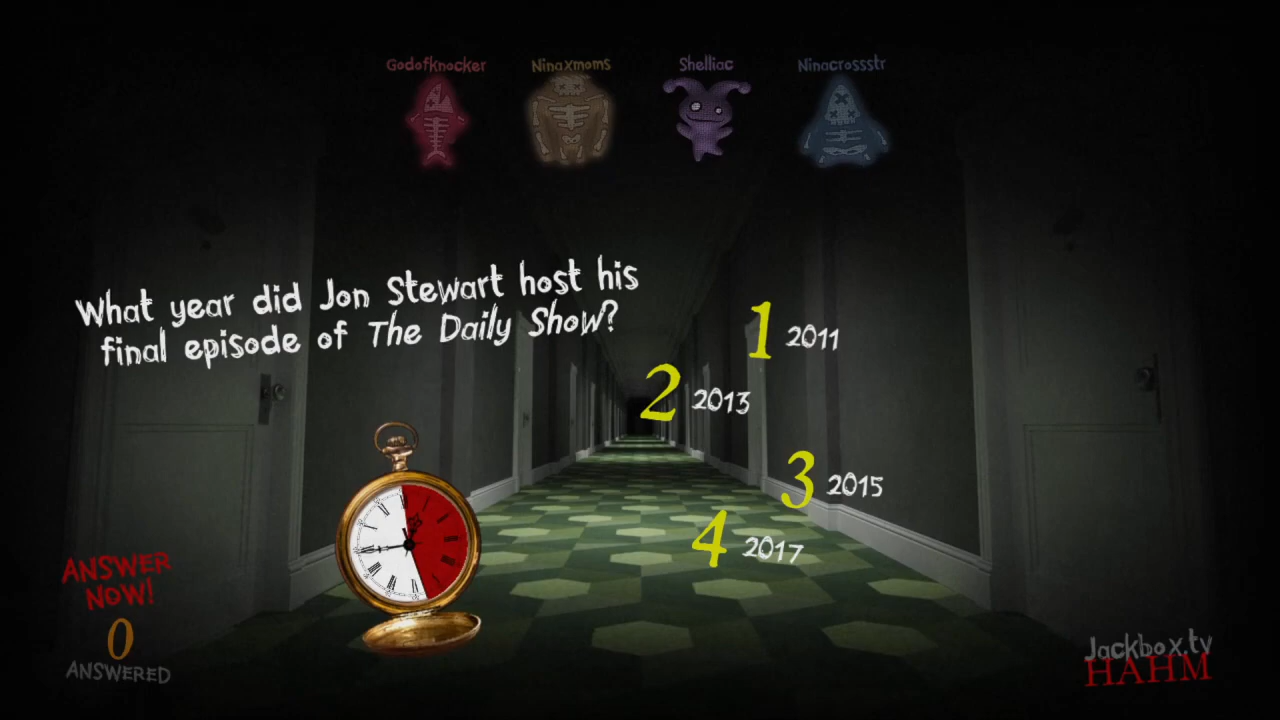 Godofknocker
Ninaxmoms
Shelliac
Ninacrossstr
What year did Jon Stewart host his
final episode of The Daily Show?
1 2011
2 2013
3 2015
4 2017
ANSWER
NOW!
0
ANSWERED
Jackbox.tv
HAHM